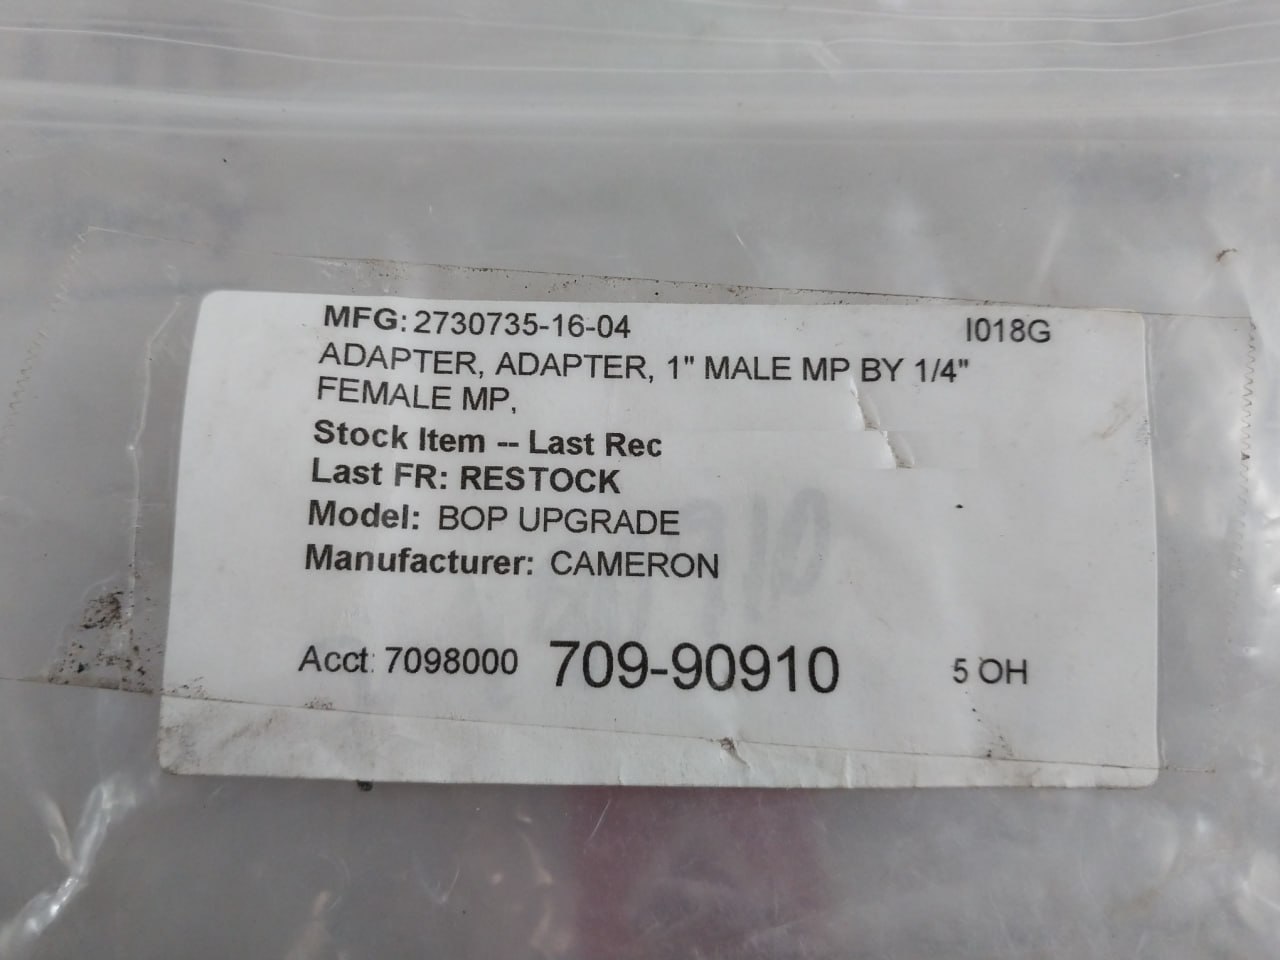 MFG: 2730735-16-04 I018G
ADAPTER, ADAPTER, 1" MALE MP BY 1/4"
FEMALE MP,
Stock Item -- Last Rec
Last FR: RESTOCK
Model: BOP UPGRADE
Manufacturer: CAMERON
Acct: 7098000 709-90910 5 OH